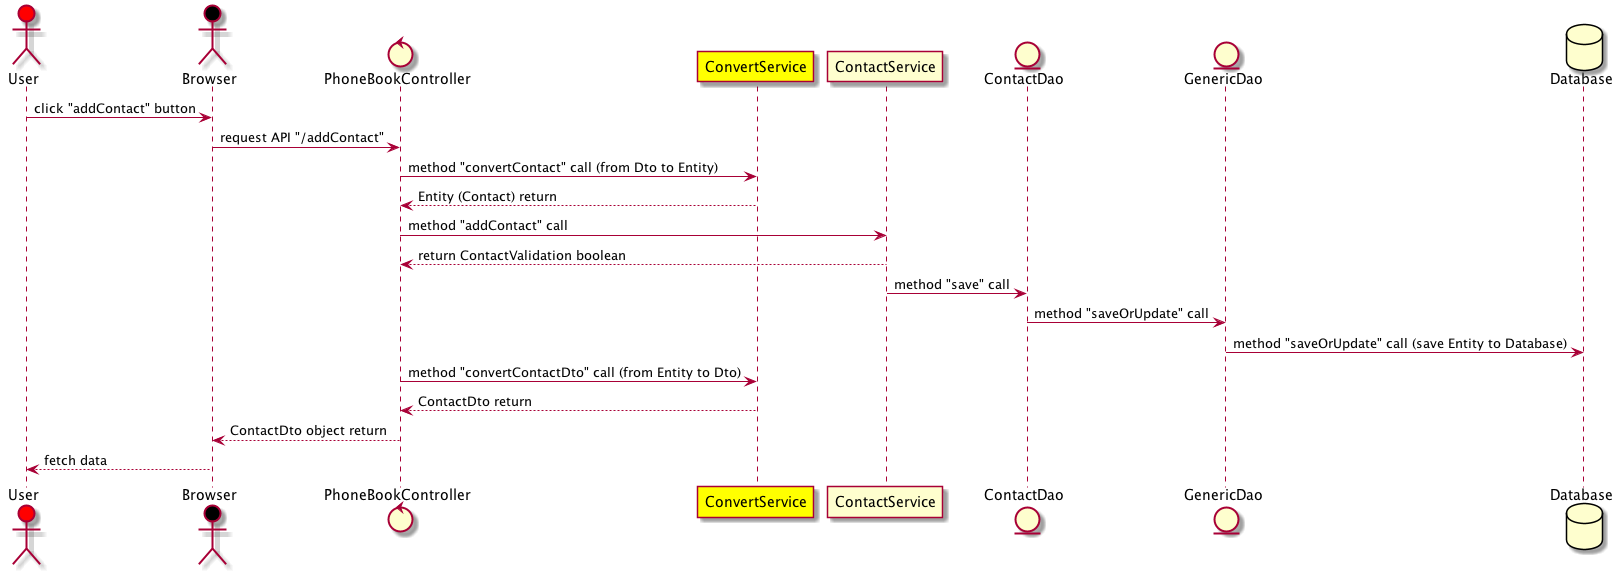 User
Browser
PhoneBookController
ConvertService
ContactService
ContactDao
GenericDao
Database
click "addContact" button
request API "/addContact"
method "convertContact" call (from Dto to Entity)
Entity (Contact) return
method "addContact" call
return ContactValidation boolean
method "save" call
method "saveOrUpdate" call
method "saveOrUpdate" call (save Entity to Database)
method "convertContactDto" call (from Entity to Dto)
ContactDto return
ContactDto object return
fetch data
User
Browser
PhoneBookController
ConvertService
ContactService
ContactDao
GenericDao
Database